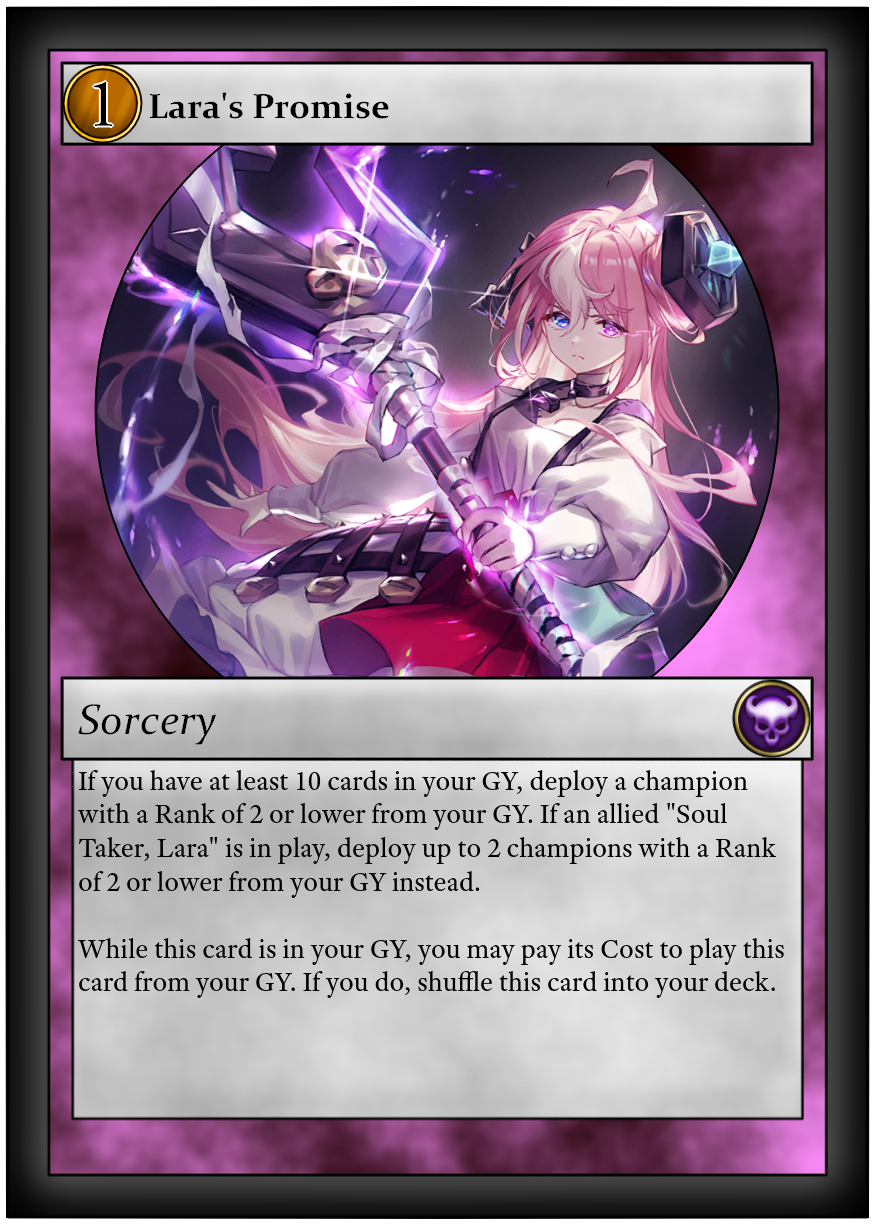 1
Lara's Promise
Sorcery
If you have at least 10 cards in your GY, deploy a champion
with a Rank of 2 or lower from your GY. If an allied "Soul
Taker, Lara" is in play, deploy up to 2 champions with a Rank
of 2 or lower from your GY instead.
While this card is in your GY, you may pay its Cost to play this
card from your GY. If you do, shuffle this card into your deck.